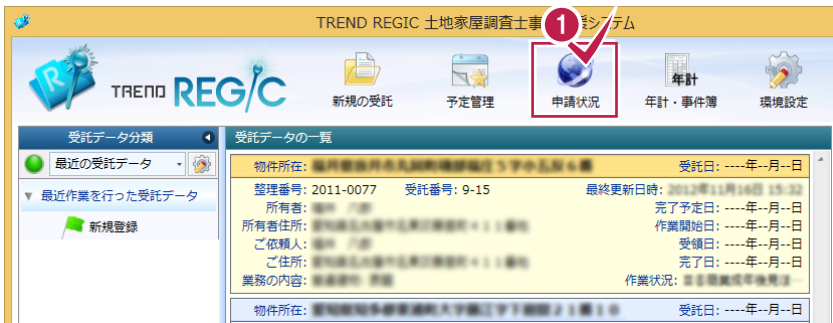 TREND REGIC 土地家屋調査士事 システム
1
TREND REGIC
新規の受託
予定管理
申請状況
年計
年計・事件簿
環境設定
受託データ分類
受託データの一覧
最近の受託データ
最近作業を行った受託データ
新規登録
物件所在:
受託日: ----年--月--日
整理番号: 2011-0077 受託番号: 9-15
最終更新日時:
所有者:
完了予定日: ----年--月--日
所有者住所:
作業開始日: ----年--月--日
ご依頼人:
受領日: ----年--月--日
ご住所:
完了日: ----年--月--日
業務の内容:
作業状況:
物件所在:
受託日: ----年--月--日